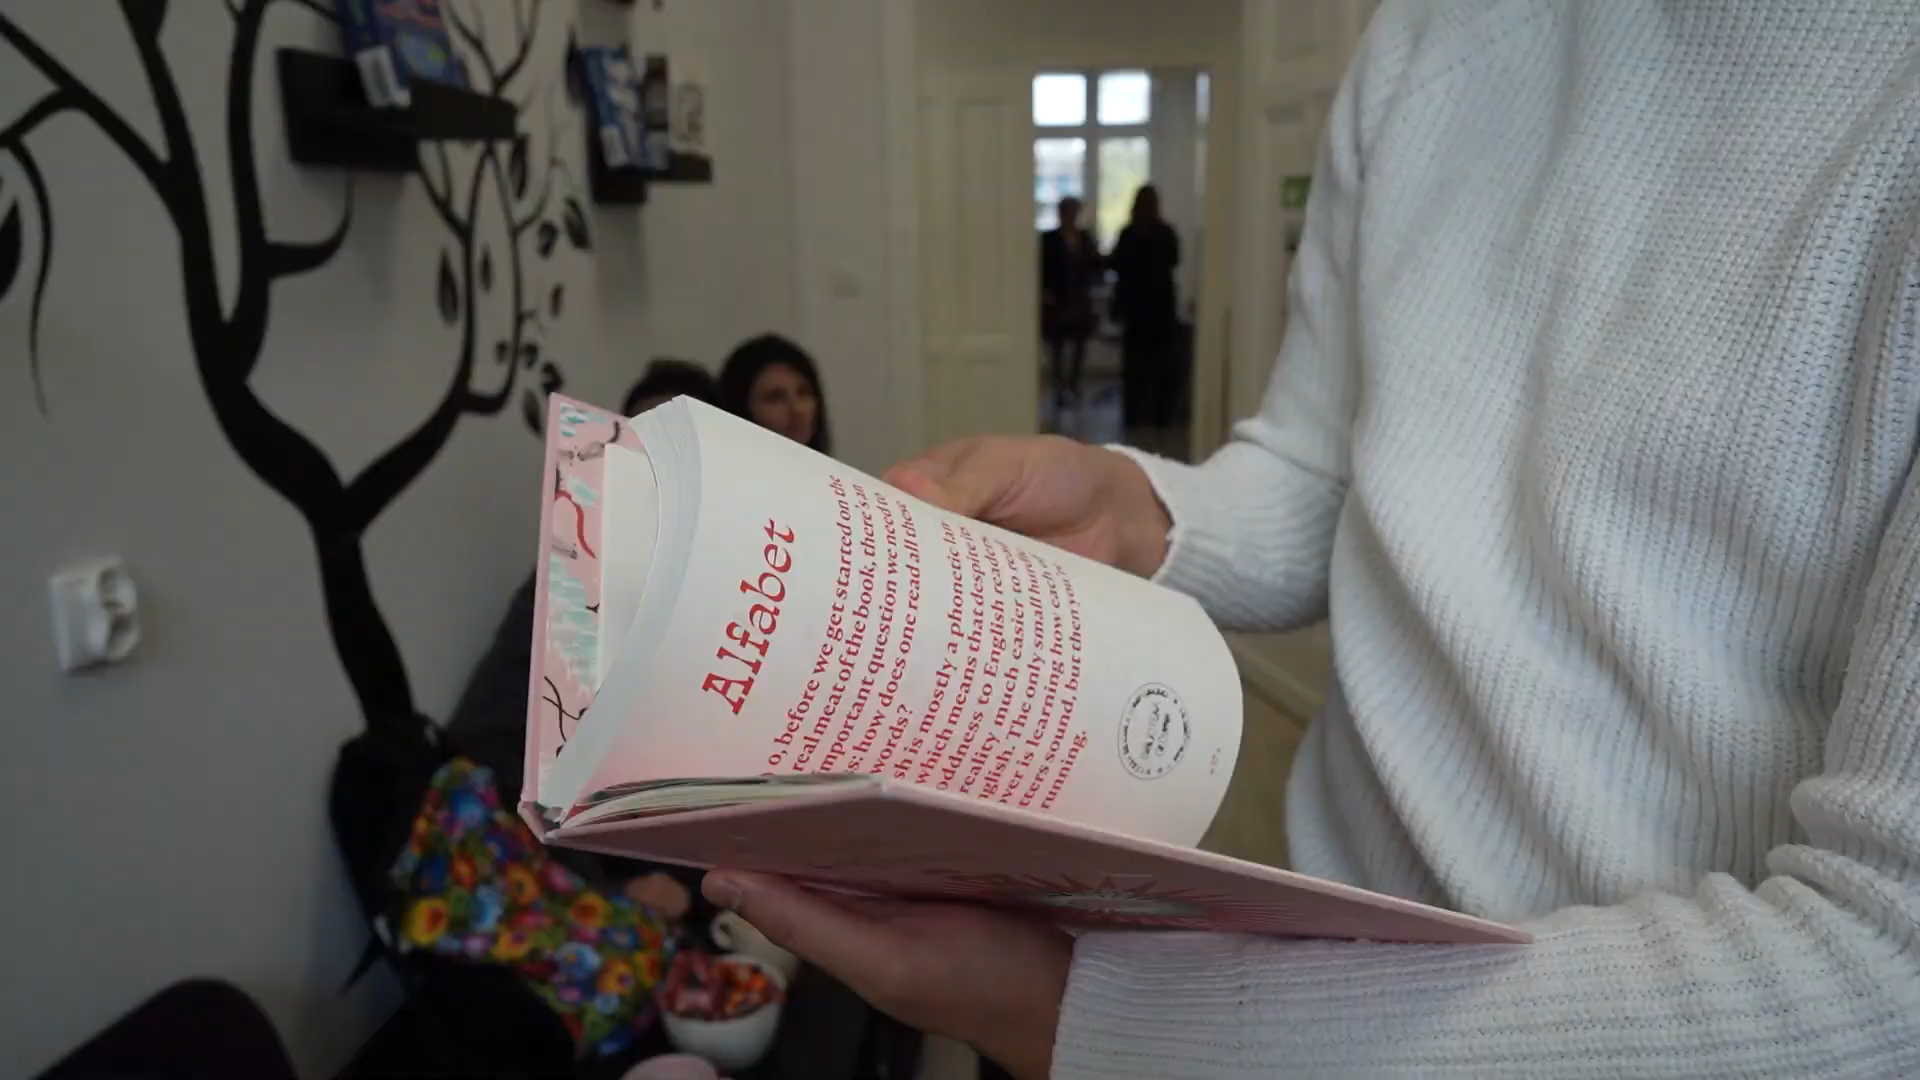 Alfabet
o, before we get started on the
real meat of the book, there's an
important question we need to
s: how does one read all these
words?
sh is mostly a phonetic lan
which means that despite its
oddness to English readers
reality much easier to read
nglish. The only small hurdle
over is learning how each of
tters sound, but then you're
running.